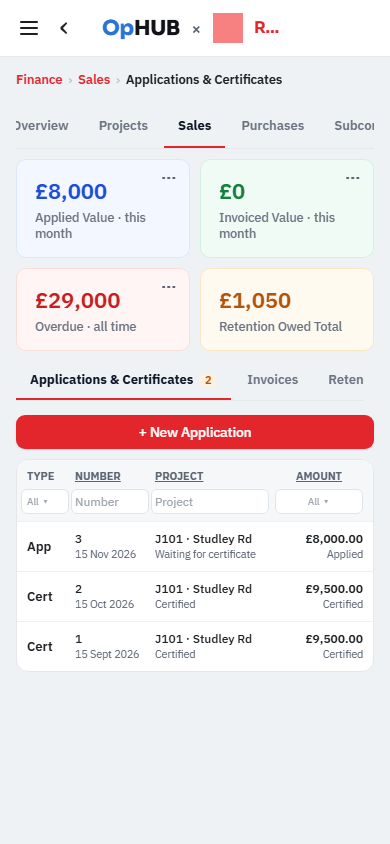 OpHUB × R...
Finance › Sales › Applications & Certificates
Overview Projects Sales Purchases Subcon
£8,000
Applied Value · this
month
£0
Invoiced Value · this
month
£29,000
Overdue · all time
£1,050
Retention Owed Total
Applications & Certificates 2 Invoices Reten
+ New Application
TYPE NUMBER PROJECT AMOUNT
All Number Project All
App 3 J101 · Studley Rd £8,000.00
15 Nov 2026 Waiting for certificate Applied
Cert 2 J101 · Studley Rd £9,500.00
15 Oct 2026 Certified Certified
Cert 1 J101 · Studley Rd £9,500.00
15 Sept 2026 Certified Certified